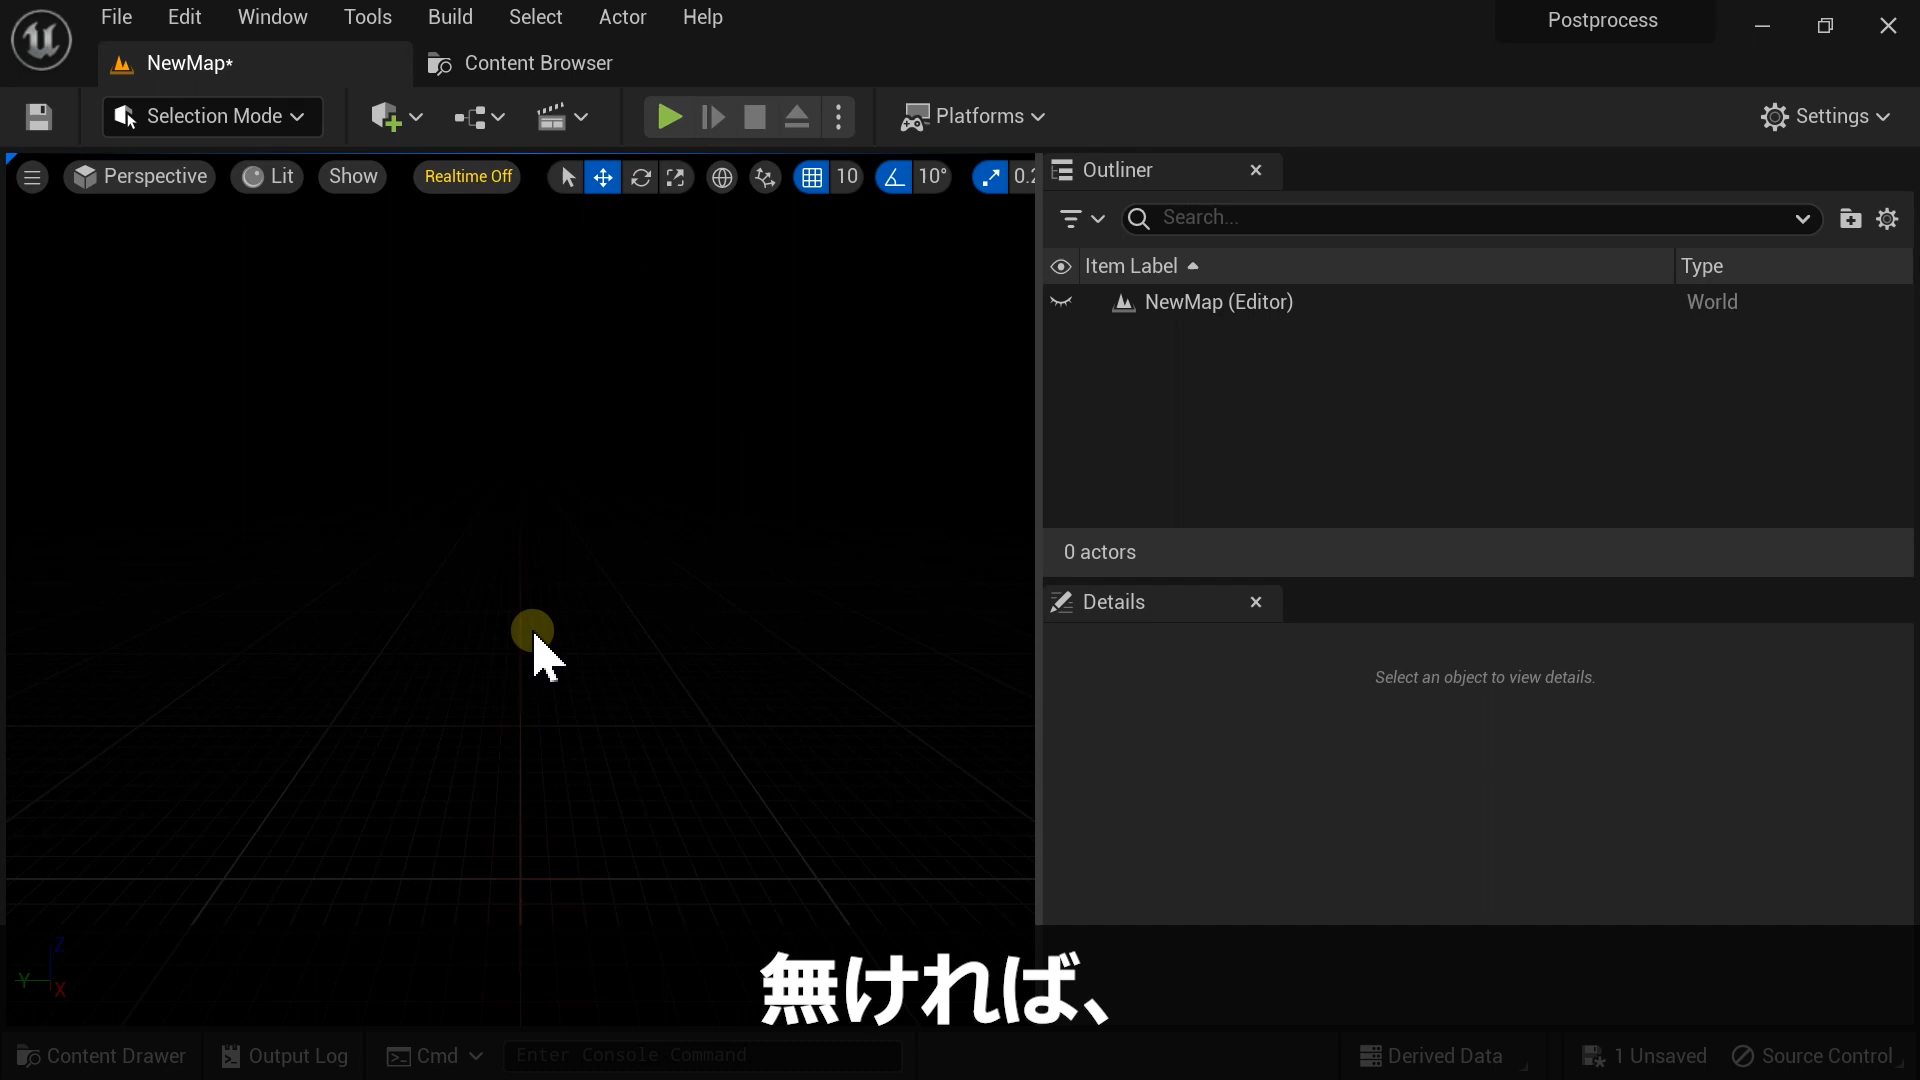 File Edit Window Tools Build Select Actor Help Postprocess
NewMap* Content Browser
Selection Mode Platforms Settings
Perspective Lit Show Realtime Off 10 10° 0.2
Outliner
Search...
Item Label Type
NewMap (Editor) World
0 actors
Details
Select an object to view details.
Z
Y X
無ければ、
Content Drawer Output Log Cmd Enter Console Command Derived Data 1 Unsaved Source Control